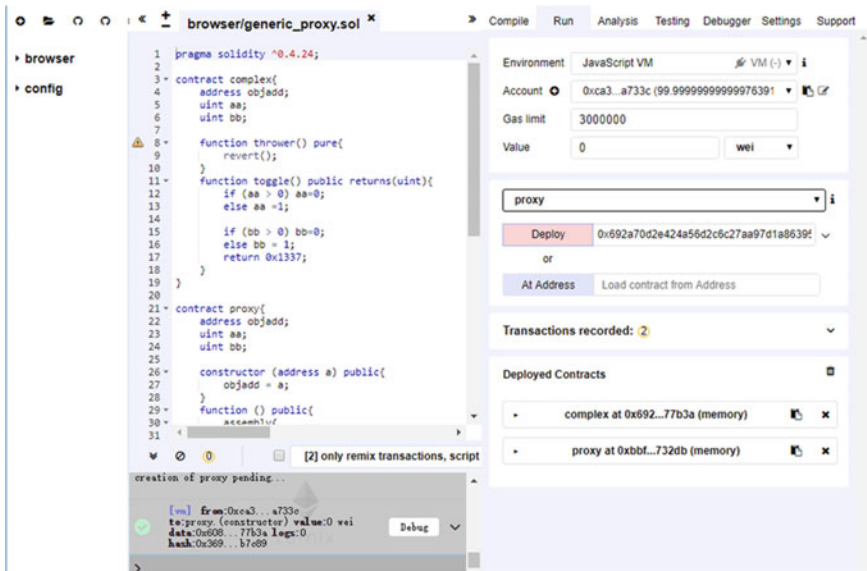 « browser/generic_proxy.sol × » Compile Run Analysis Testing Debugger Settings Support
browser
config
1 pragma solidity ^0.4.24;
2
3 contract complex{
4 address objadd;
5 uint aa;
6 uint bb;
7
8 function thrower() pure{
9 revert();
10 }
11 function toggle() public returns(uint){
12 if (aa > 0) aa=0;
13 else aa =1;
14
15 if (bb > 0) bb=0;
16 else bb = 1;
17 return 0x1337;
18 }
19 }
20
21 contract proxy{
22 address objadd;
23 uint aa;
24 uint bb;
25
26 constructor (address a) public{
27 objadd = a;
28 }
29 function () public{
30 assembly{
31
0 [2] only remix transactions, script
creation of proxy pending...
[vm] from:0xca3...a733c
to:proxy.(constructor) value:0 wei
data:0x608...77b3a logs:0
hash:0x369...b7c89
Debug
>
Environment JavaScript VM VM (-) i
Account 0xca3...a733c (99.99999999999976391
Gas limit 3000000
Value 0 wei
proxy i
Deploy 0x692a70d2e424a56d2c6c27aa97d1a86395
or
At Address Load contract from Address
Transactions recorded: 2
Deployed Contracts
complex at 0x692...77b3a (memory) ×
proxy at 0xbbf...732db (memory) ×